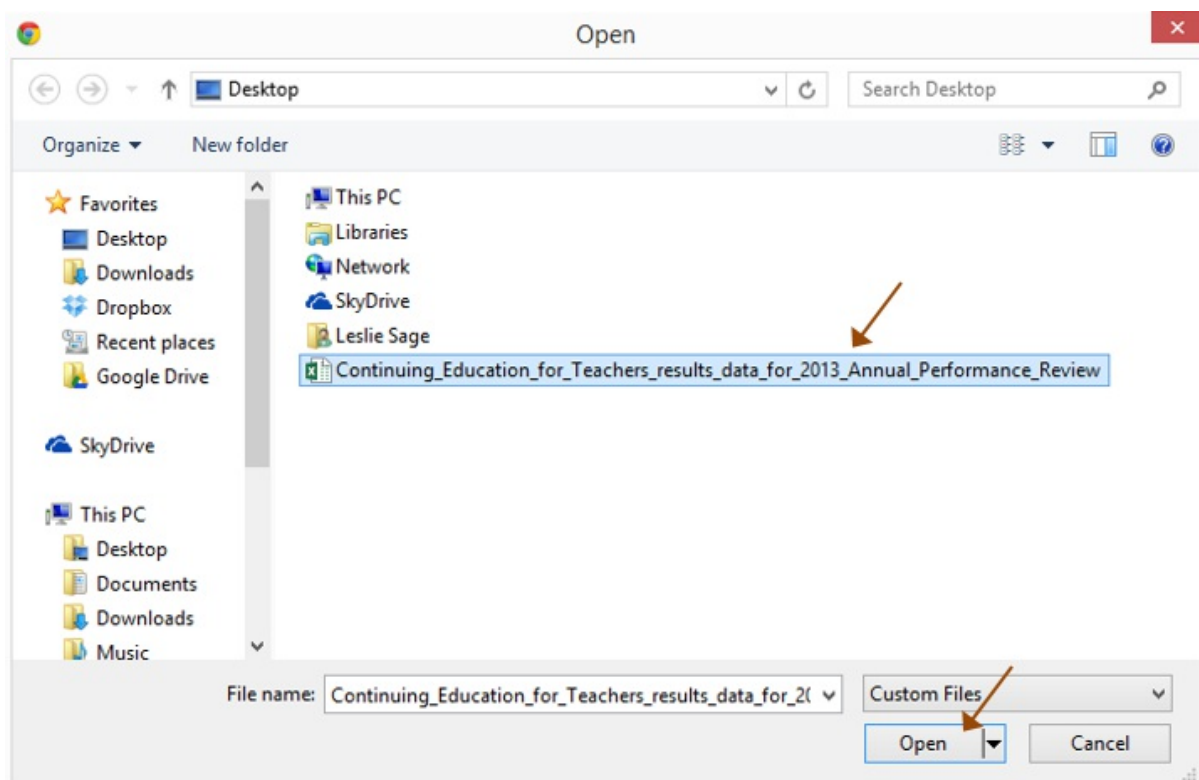 Open
Desktop
Search Desktop
Organize
New folder
Favorites
Desktop
Downloads
Dropbox
Recent places
Google Drive
SkyDrive
This PC
Desktop
Documents
Downloads
Music
This PC
Libraries
Network
SkyDrive
Leslie Sage
Continuing_Education_for_Teachers_results_data_for_2013_Annual_Performance_Review
File name: Continuing_Education_for_Teachers_results_data_for_2(
Custom Files
Open
Cancel